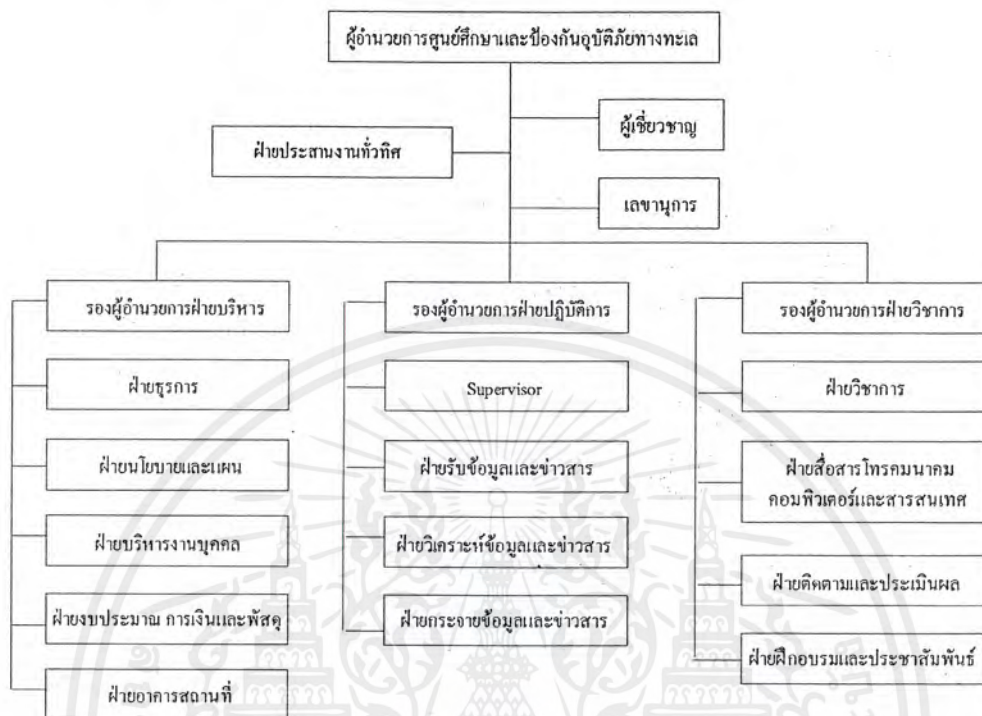 ผู้อำนวยการศูนย์ศึกษาและป้องกันอุบัติภัยทางทะเล
ผู้เชี่ยวชาญ
ฝ่ายประสานงานทั่วทิศ
เลขานุการ
รองผู้อำนวยการฝ่ายบริหาร
ฝ่ายธุรการ
ฝ่ายนโยบายและแผน
ฝ่ายบริหารงานบุคคล
ฝ่ายงบประมาณ การเงินและพัสดุ
ฝ่ายอาคารสถานที่
รองผู้อำนวยการฝ่ายปฏิบัติการ
Supervisor
ฝ่ายรับข้อมูลและข่าวสาร
ฝ่ายวิเคราะห์ข้อมูลและข่าวสาร
ฝ่ายกระจายข้อมูลและข่าวสาร
รองผู้อำนวยการฝ่ายวิชาการ
ฝ่ายวิชาการ
ฝ่ายสื่อสารโทรคมนาคม
คอมพิวเตอร์และสารสนเทศ
ฝ่ายติดตามและประเมินผล
ฝ่ายฝึกอบรมและประชาสัมพันธ์